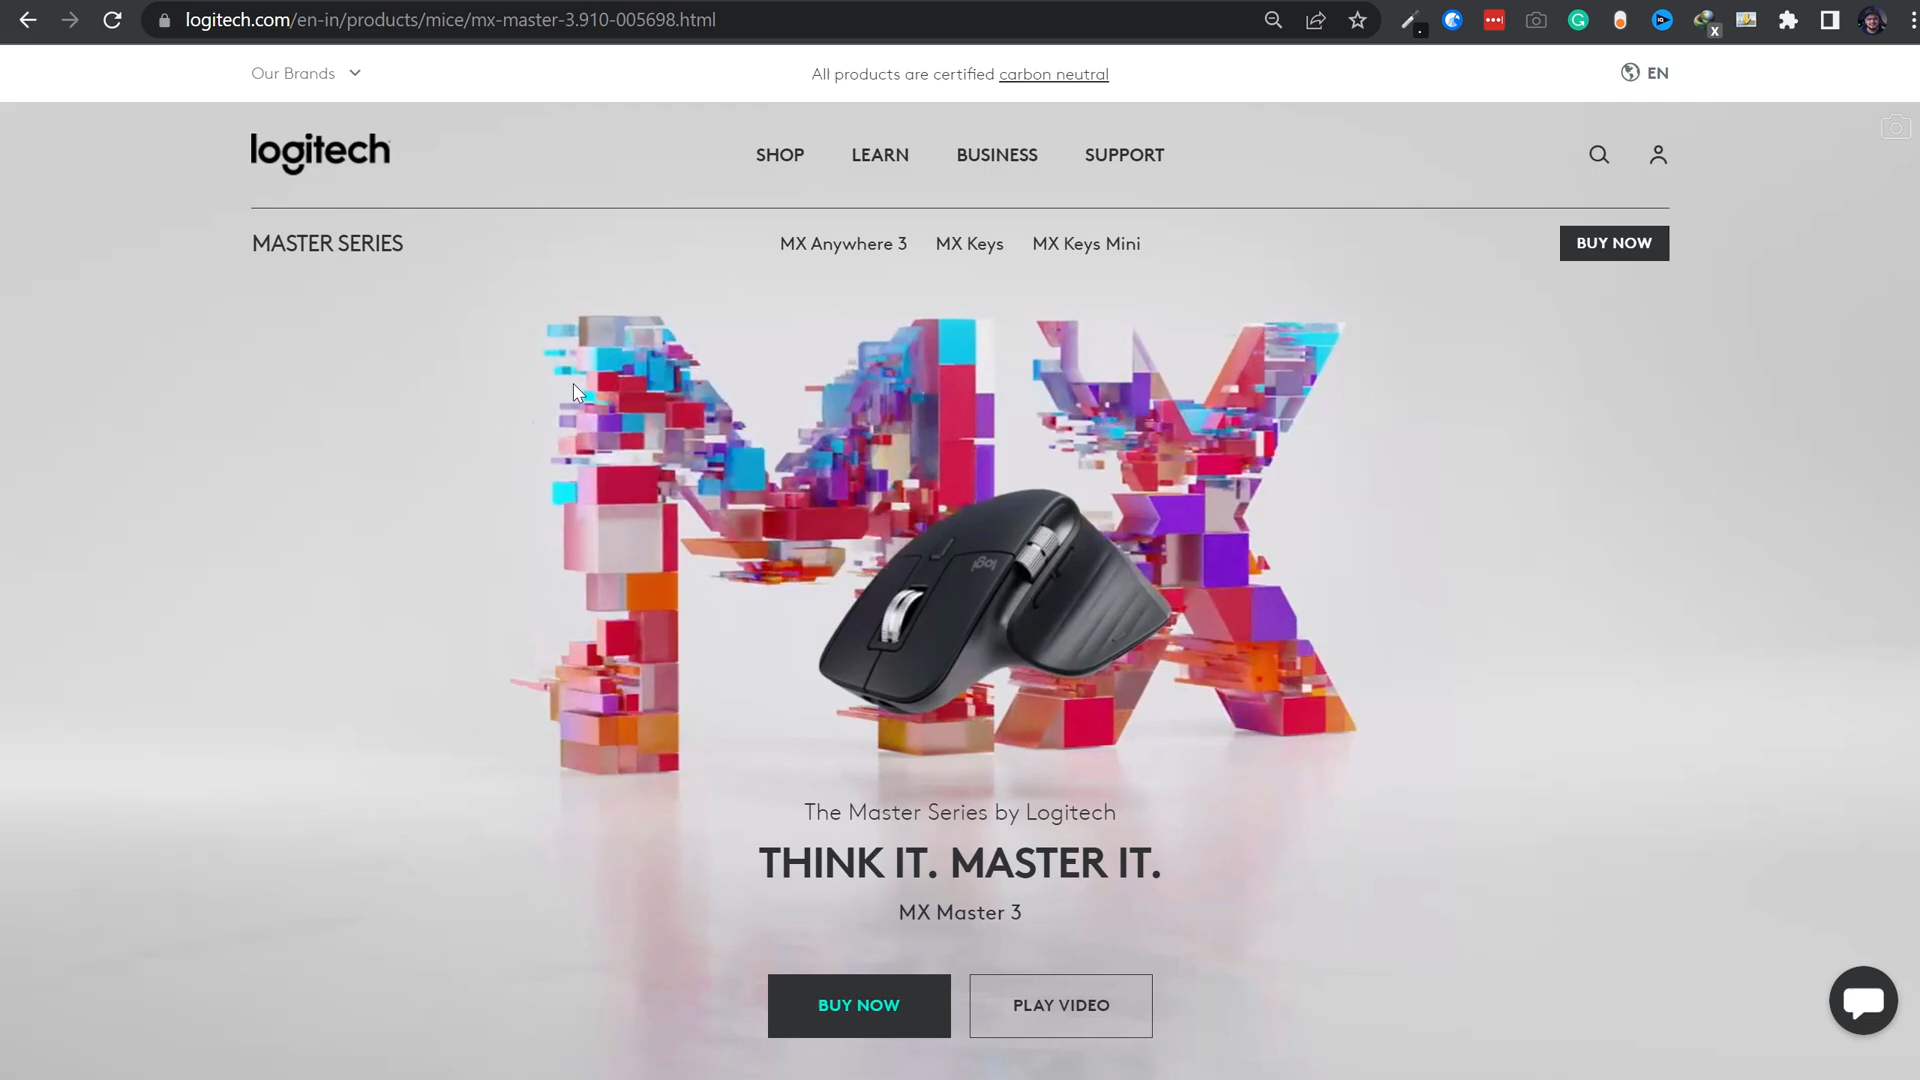 logitech.com/en-in/products/mice/mx-master-3.910-005698.html
Our Brands
All products are certified carbon neutral
EN
logitech
SHOP LEARN BUSINESS SUPPORT
MASTER SERIES
MX Anywhere 3 MX Keys MX Keys Mini
BUY NOW
MX
logi
The Master Series by Logitech
THINK IT. MASTER IT.
MX Master 3
BUY NOW
PLAY VIDEO